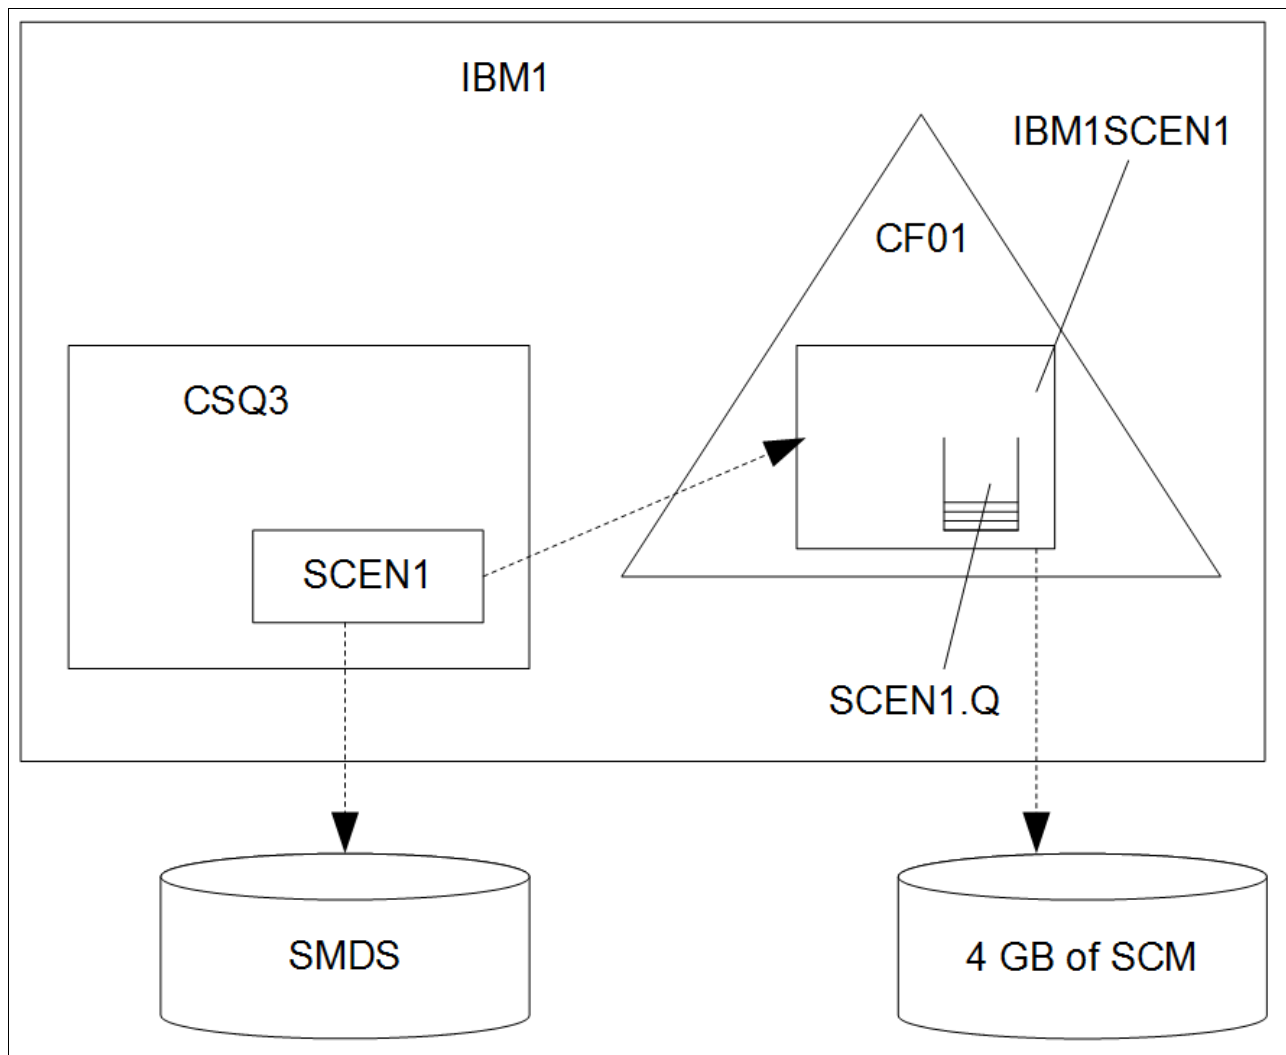 IBM1
IBM1SCEN1
CF01
CSQ3
SCEN1
SCEN1.Q
SMDS
4 GB of SCM